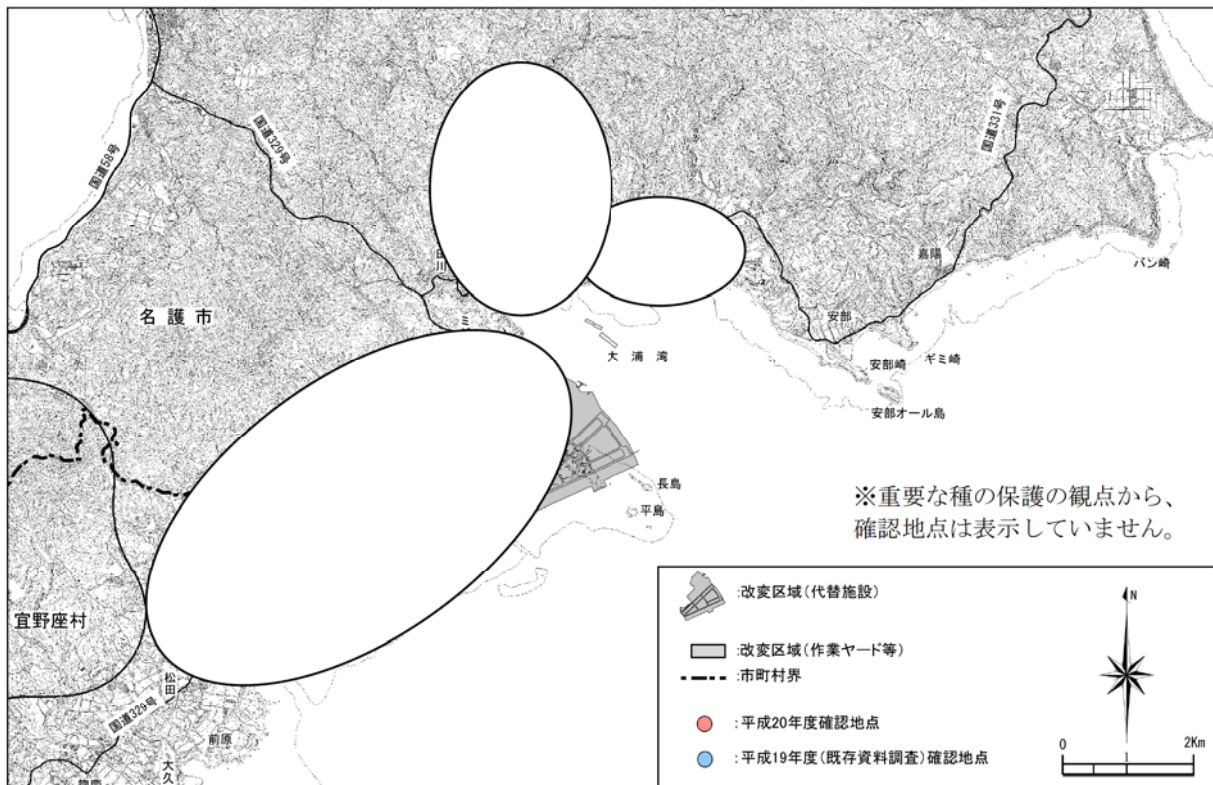 国道58号
国道329号
国道331号
嘉陽
バン崎
名護市
安部
大浦湾
安部崎
ギミ崎
安部オール島
長島
平島
※重要な種の保護の観点から、
確認地点は表示していません。
宜野座村
松田
国道329号
前原
大久
:改変区域(代替施設)
:改変区域(作業ヤード等)
:市町村界
:平成20年度確認地点
:平成19年度(既存資料調査)確認地点
N
0
1
2Km